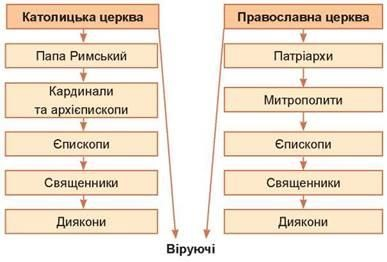 Католицька церква
Папа Римський
Кардинали
та архієпископи
Єпископи
Священники
Диякони
Православна церква
Патріархи
Митрополити
Єпископи
Священники
Диякони
Віруючі